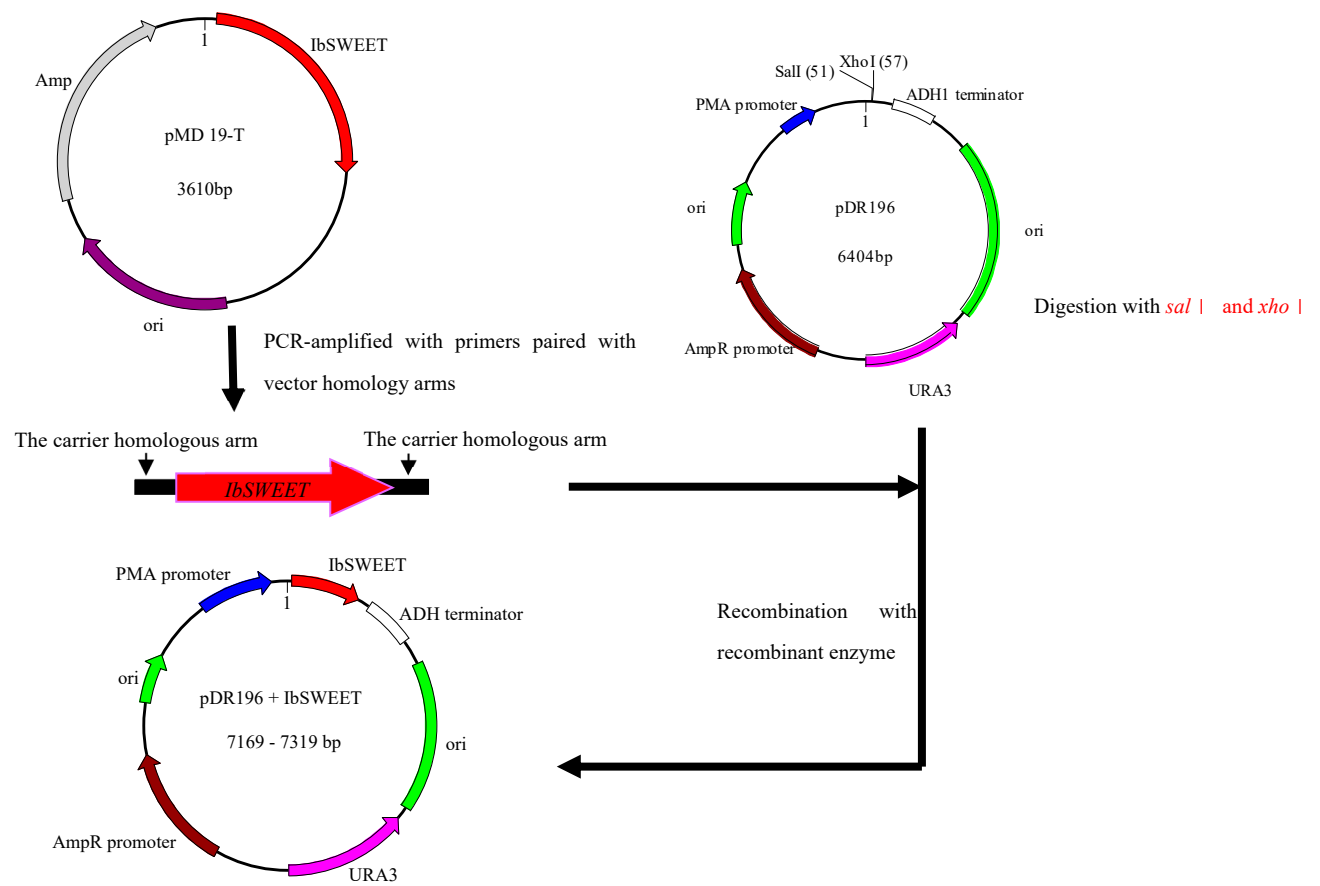 IbSWEET
1
Amp
pMD 19-T
3610bp
ori
XhoI (57)
SalI (51)
ADH1 terminator
PMA promoter
1
ori
pDR196
ori
6404bp
AmpR promoter
URA3
Digestion with sal | and xho |
PCR-amplified with primers paired with
vector homology arms
The carrier homologous arm
The carrier homologous arm
IbSWEET
PMA promoter
IbSWEET
1
ADH terminator
ori
pDR196 + IbSWEET
7169 - 7319 bp
ori
AmpR promoter
URA3
Recombination with
recombinant enzyme